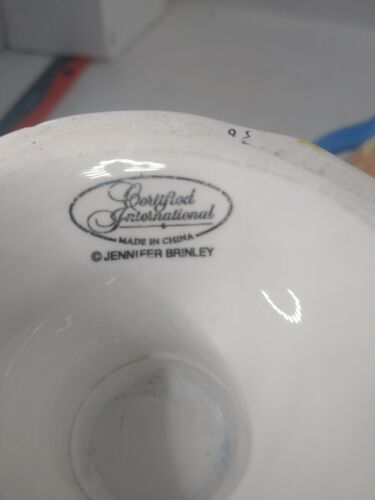 Certified
International
MADE IN CHINA
© JENNIFER BRINLEY